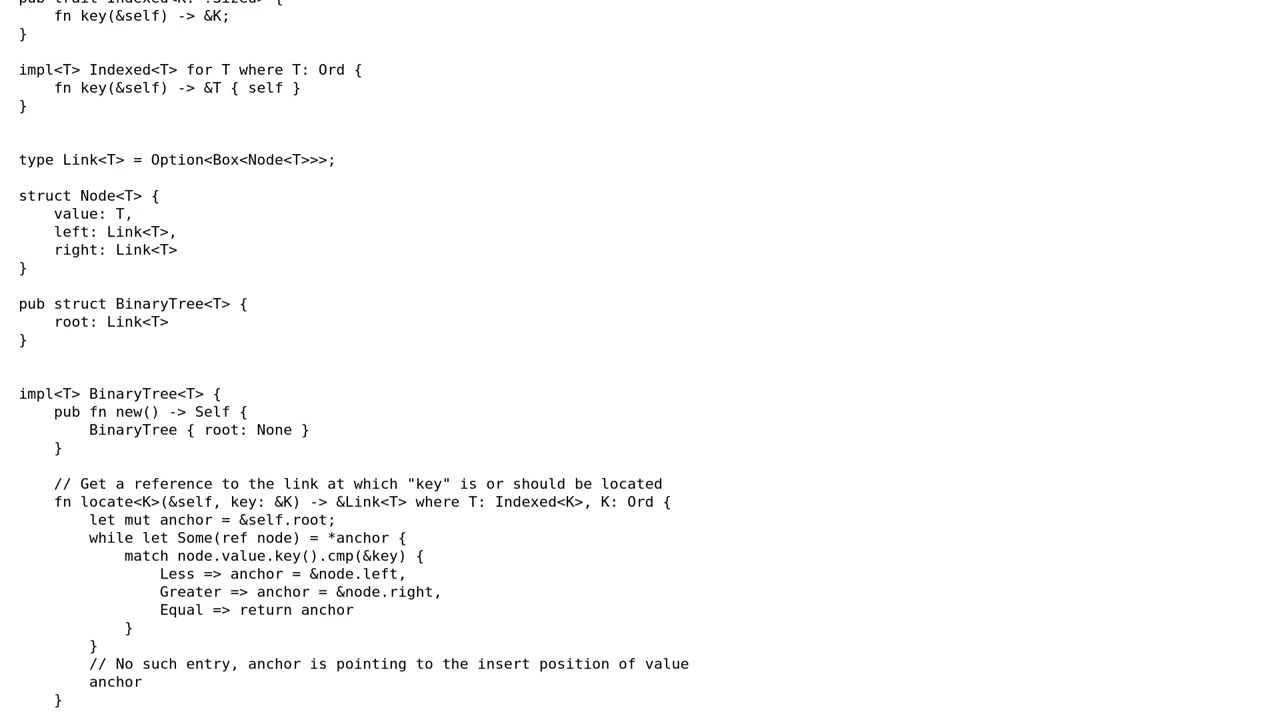 pub trait Indexed<K: ?Sized> {
    fn key(&self) -> &K;
}

impl<T> Indexed<T> for T where T: Ord {
    fn key(&self) -> &T { self }
}


type Link<T> = Option<Box<Node<T>>>;

struct Node<T> {
    value: T,
    left: Link<T>,
    right: Link<T>
}

pub struct BinaryTree<T> {
    root: Link<T>
}


impl<T> BinaryTree<T> {
    pub fn new() -> Self {
        BinaryTree { root: None }
    }

    // Get a reference to the link at which "key" is or should be located
    fn locate<K>(&self, key: &K) -> &Link<T> where T: Indexed<K>, K: Ord {
        let mut anchor = &self.root;
        while let Some(ref node) = *anchor {
            match node.value.key().cmp(&key) {
                Less => anchor = &node.left,
                Greater => anchor = &node.right,
                Equal => return anchor
            }
        }
        // No such entry, anchor is pointing to the insert position of value
        anchor
    }